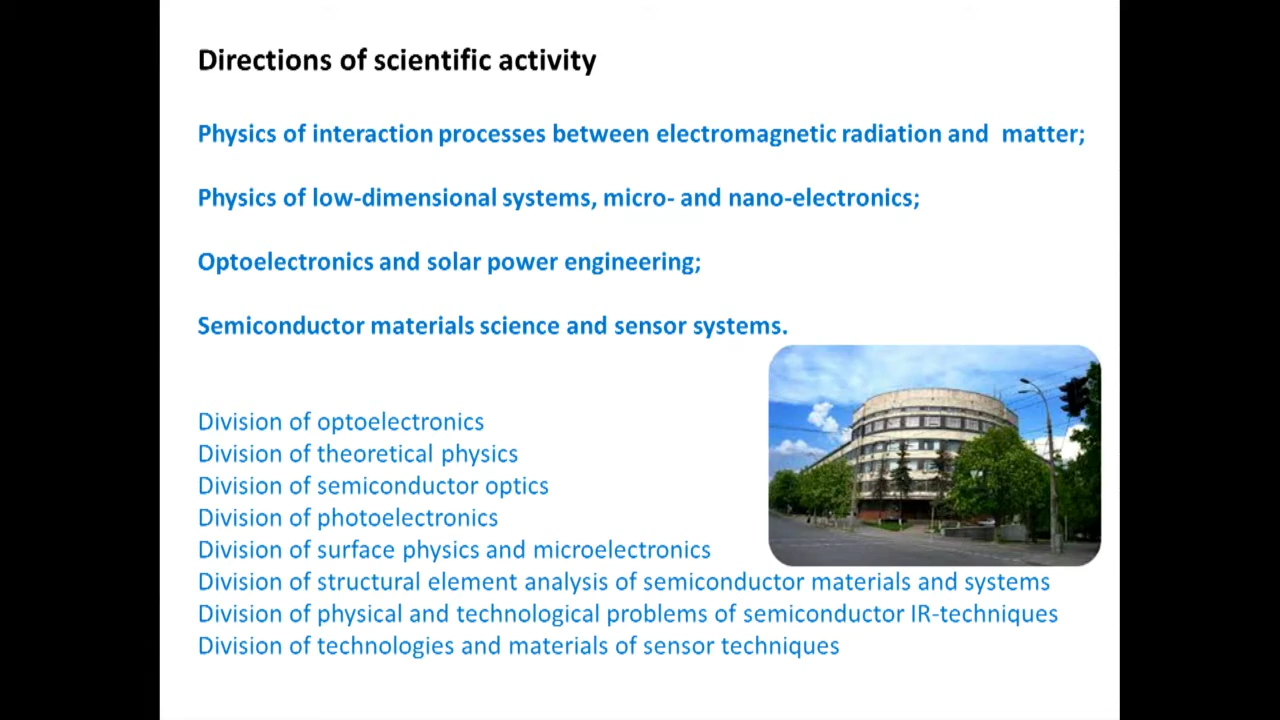 Directions of scientific activity
Physics of interaction processes between electromagnetic radiation and matter;
Physics of low-dimensional systems, micro- and nano-electronics;
Optoelectronics and solar power engineering;
Semiconductor materials science and sensor systems.
Division of optoelectronics
Division of theoretical physics
Division of semiconductor optics
Division of photoelectronics
Division of surface physics and microelectronics
Division of structural element analysis of semiconductor materials and systems
Division of physical and technological problems of semiconductor IR-techniques
Division of technologies and materials of sensor techniques